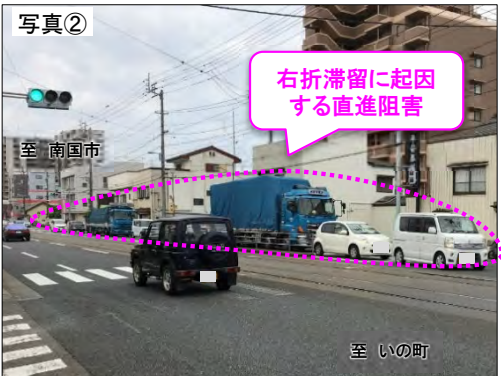 写真②
右折滞留に起因
する直進阻害
至 南国市
至 いの町